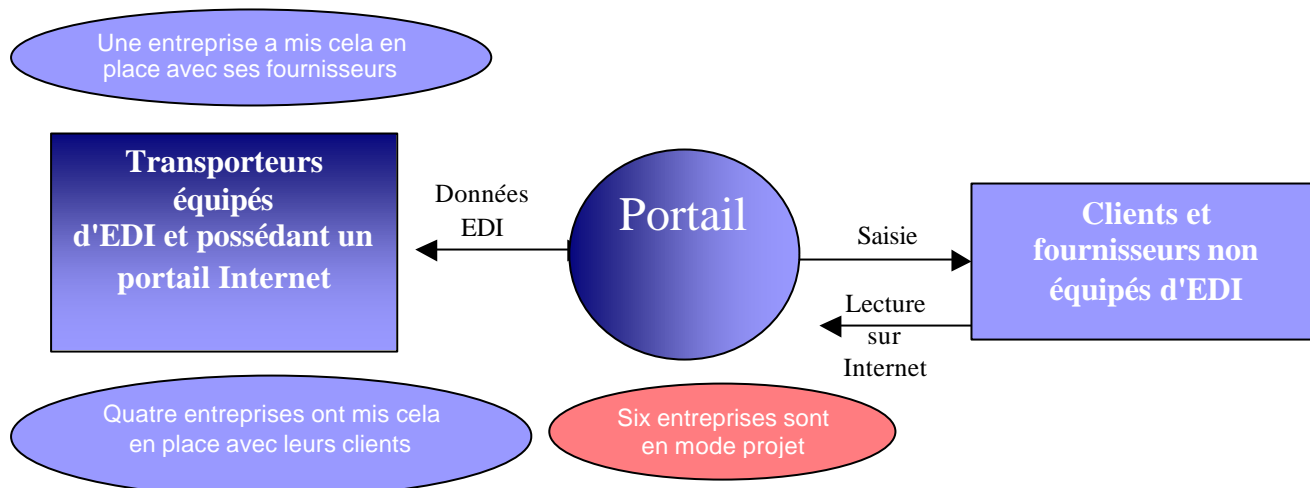 Une entreprise a mis cela en
place avec ses fournisseurs
Transporteurs
équipés
d'EDI et possédant un
portail Internet
Données
EDI
Portail
Saisie
Lecture
sur
Internet
Clients et
fournisseurs non
équipés d'EDI
Quatre entreprises ont mis cela
en place avec leurs clients
Six entreprises sont
en mode projet